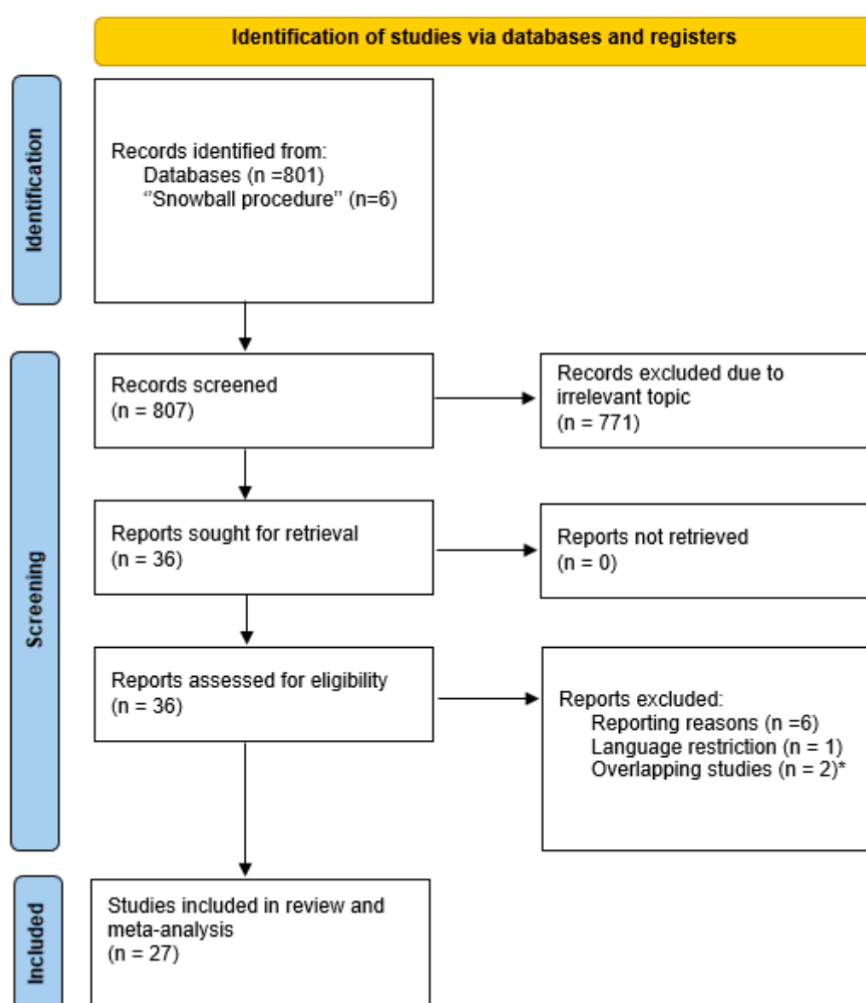 Identification of studies via databases and registers
Identification
Records identified from:
Databases (n =801)
“Snowball procedure” (n=6)
Screening
Records screened
(n = 807)
Records excluded due to
irrelevant topic
(n = 771)
Reports sought for retrieval
(n = 36)
Reports not retrieved
(n = 0)
Reports assessed for eligibility
(n = 36)
Reports excluded:
Reporting reasons (n =6)
Language restriction (n = 1)
Overlapping studies (n = 2)*
Included
Studies included in review and
meta-analysis
(n = 27)